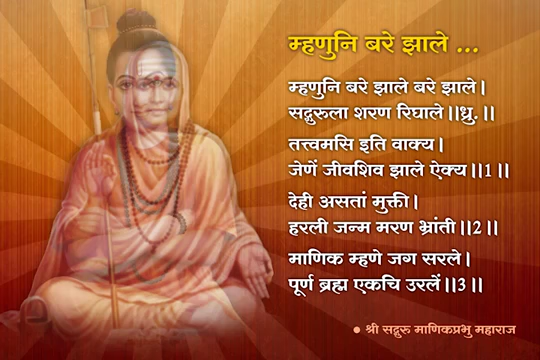 म्हणुनि बरे झाले ...
म्हणुनि बरे झाले बरे झाले।
सद्गुरुला शरण रिघाले॥ध्रु.॥
तत्त्वमसि इति वाक्य।
जेणें जीवशिव झाले ऐक्य॥1॥
देही असतां मुक्ती।
हरली जन्म मरण भ्रांती॥2॥
माणिक म्हणे जग सरले।
पूर्ण ब्रह्म एकचि उरलें॥3॥
• श्री सद्गुरु माणिकप्रभु महाराज